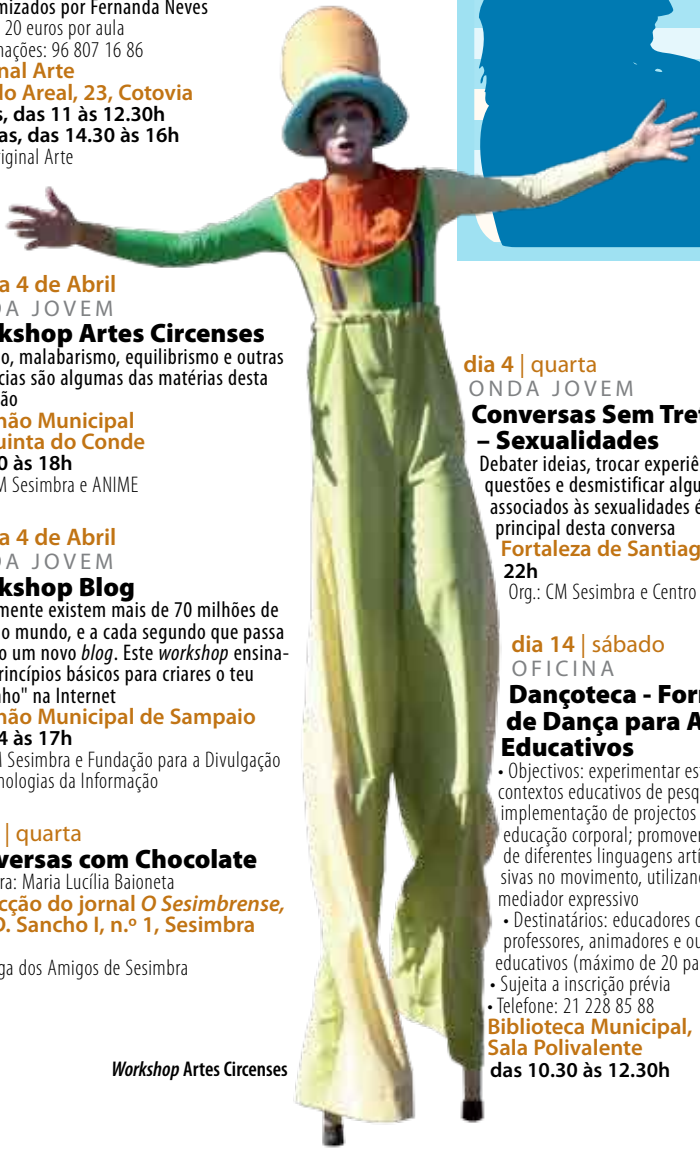 mizados por Fernanda Neves
20 euros por aula
mações: 96 807 16 86
nal Arte
do Areal, 23, Cotovia
s, das 11 às 12.30h
as, das 14.30 às 16h
riginal Arte
a 4 de Abril
DA JOVEM
kshop Artes Circenses
o, malabarismo, equilibrismo e outras
cias são algumas das matérias desta
ão
hão Municipal
uinta do Conde
0 às 18h
M Sesimbra e ANIME
a 4 de Abril
DA JOVEM
kshop Blog
mente existem mais de 70 milhões de
o mundo, e a cada segundo que passa
o um novo blog. Este workshop ensina-
rincípios básicos para criares o teu
nho" na Internet
hão Municipal de Sampaio
4 às 17h
M Sesimbra e Fundação para a Divulgação
nologias da Informação
| quarta
versas com Chocolate
ra: Maria Lucília Baioneta
cção do jornal O Sesimbrense,
D. Sancho I, n.º 1, Sesimbra
ga dos Amigos de Sesimbra
Workshop Artes Circenses
dia 4 | quarta
ONDA JOVEM
Conversas Sem Tre
– Sexualidades
Debater ideias, trocar experiê
questões e desmistificar algu
associados às sexualidades é
principal desta conversa
Fortaleza de Santiag
22h
Org.: CM Sesimbra e Centro
dia 14 | sábado
OFICINA
Dançoteca - For
de Dança para A
Educativos
• Objectivos: experimentar es
contextos educativos de pesq
implementação de projectos
educação corporal; promover
de diferentes linguagens artí
sivas no movimento, utilizan
mediador expressivo
• Destinatários: educadores
professores, animadores e ou
educativos (máximo de 20 pa
• Sujeita a inscrição prévia
• Telefone: 21 228 85 88
Biblioteca Municipal,
Sala Polivalente
das 10.30 às 12.30h